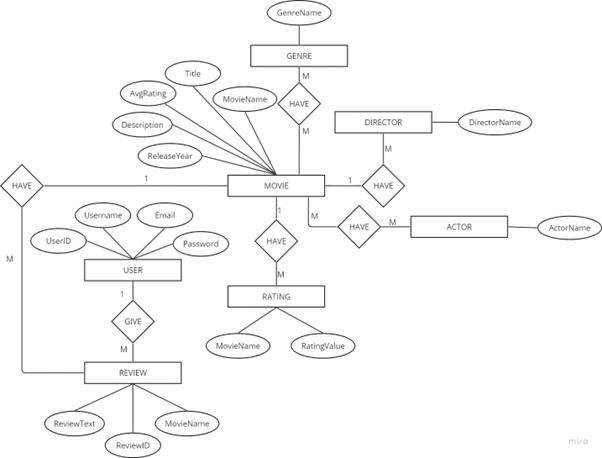 GenreName
GENRE
M
HAVE
M
Title
AvgRating
MovieName
Description
ReleaseYear
DIRECTOR
DirectorName
M
HAVE
1
MOVIE
1
HAVE
M
1
M
HAVE
M
ACTOR
ActorName
HAVE
M
RATING
MovieName
RatingValue
Username
Email
UserID
Password
USER
1
GIVE
M
REVIEW
ReviewText
MovieName
ReviewID
miro